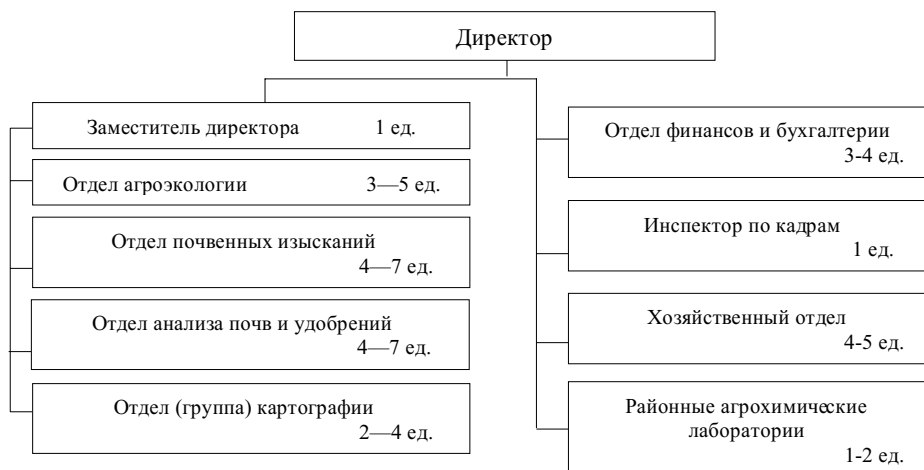 Директор
Заместитель директора 1 ед.
Отдел агроэкологии 3—5 ед.
Отдел почвенных изысканий
4—7 ед.
Отдел анализа почв и удобрений
4—7 ед.
Отдел (группа) картографии
2—4 ед.
Отдел финансов и бухгалтерии
3-4 ед.
Инспектор по кадрам
1 ед.
Хозяйственный отдел
4-5 ед.
Районные агрохимические
лаборатории
1-2 ед.